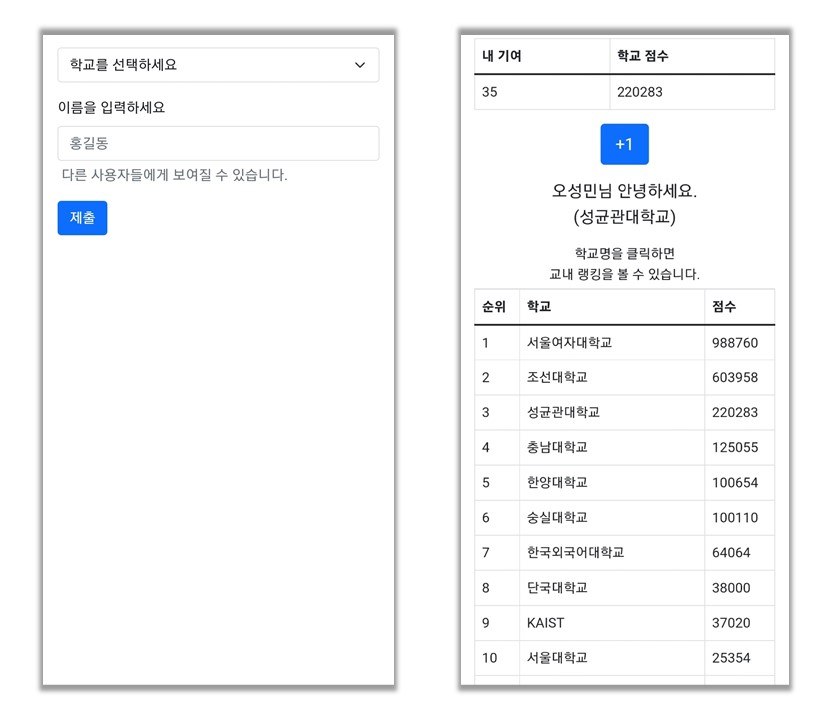 학교를 선택하세요
이름을 입력하세요
홍길동
다른 사용자들에게 보여질 수 있습니다.
제출
내 기여 학교 점수
35 220283
+1
오성민님 안녕하세요.
(성균관대학교)
학교명을 클릭하면
교내 랭킹을 볼 수 있습니다.
순위 학교 점수
1 서울여자대학교 988760
2 조선대학교 603958
3 성균관대학교 220283
4 충남대학교 125055
5 한양대학교 100654
6 숭실대학교 100110
7 한국외국어대학교 64064
8 단국대학교 38000
9 KAIST 37020
10 서울대학교 25354